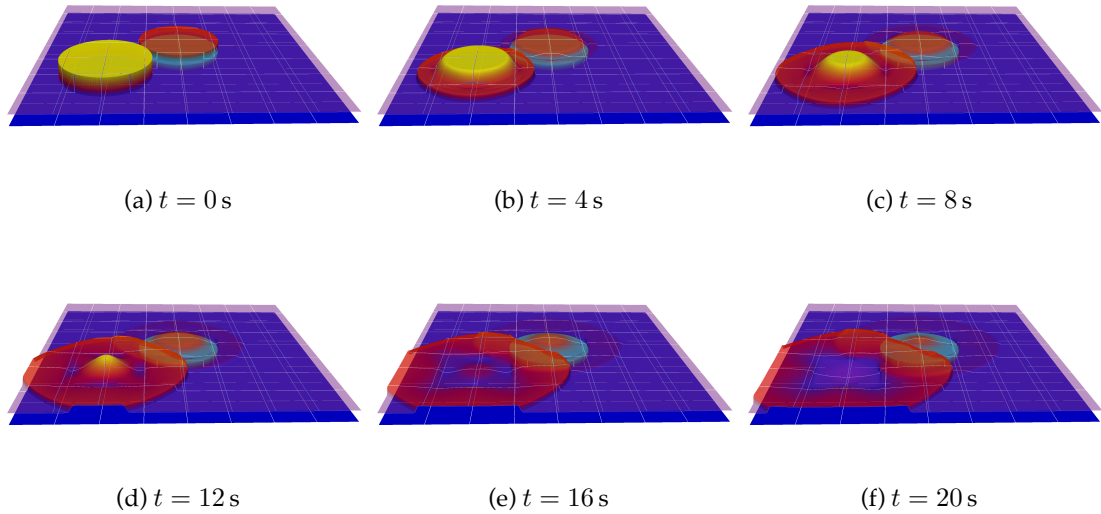 (a) t = 0 s
(b) t = 4 s
(c) t = 8 s
(d) t = 12 s
(e) t = 16 s
(f) t = 20 s